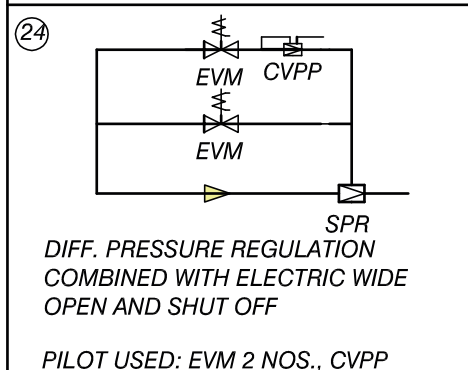 24
EVM CVPP
EVM
SPR
DIFF. PRESSURE REGULATION
COMBINED WITH ELECTRIC WIDE
OPEN AND SHUT OFF
PILOT USED: EVM 2 NOS., CVPP